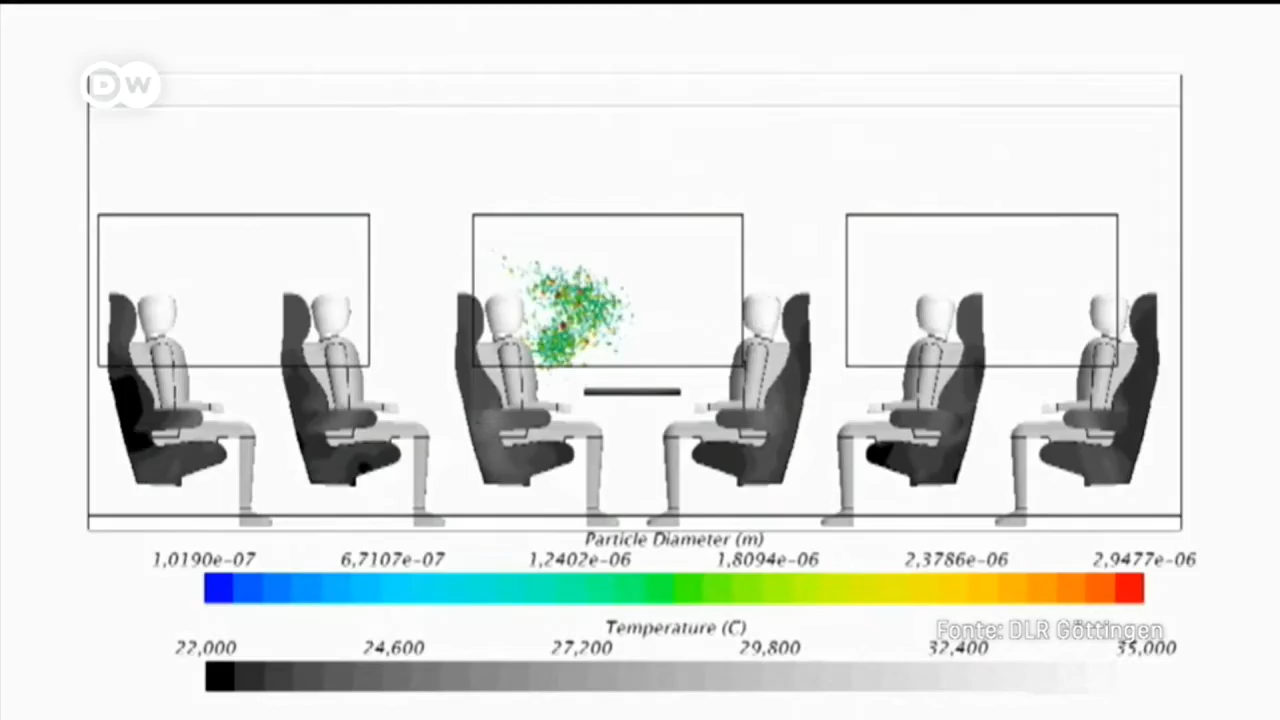 DW
Particle Diameter (m)
1,0190e-07 6,7107e-07 1,2402e-06 1,8094e-06 2,3786e-06 2,9477e-06
Temperature (C)
Fonte: DLR Göttingen
22,000 24,600 27,200 29,800 32,400 35,000